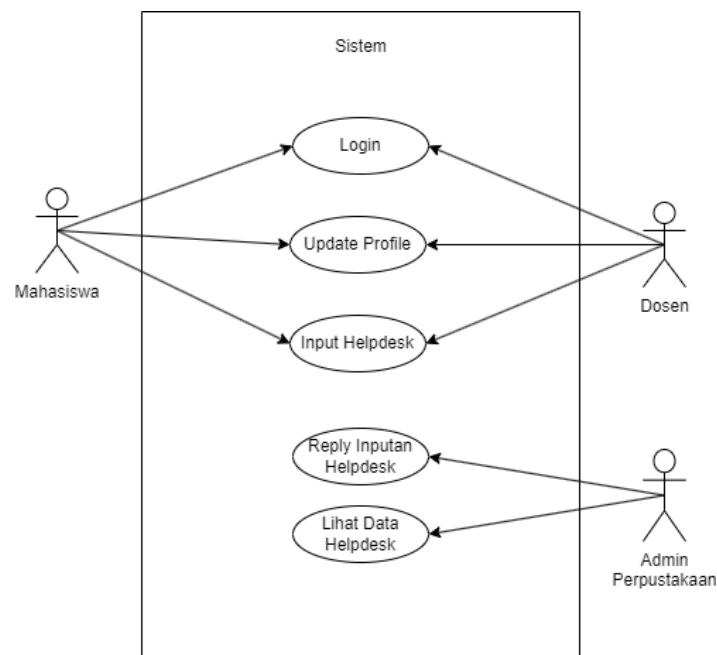 Sistem
Login
Update Profile
Mahasiswa
Dosen
Input Helpdesk
Reply Inputan
Helpdesk
Lihat Data
Helpdesk
Admin
Perpustakaan